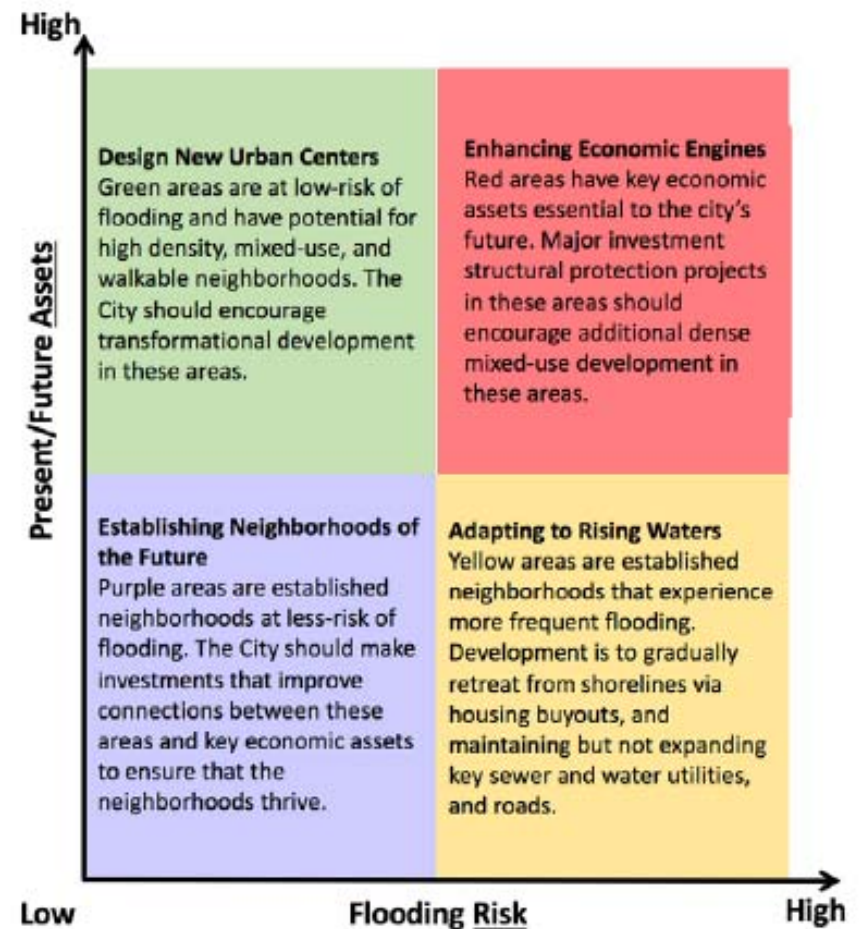 High
Present/Future Assets
Design New Urban Centers
Green areas are at low-risk of
flooding and have potential for
high density, mixed-use, and
walkable neighborhoods. The
City should encourage
transformational development
in these areas.
Enhancing Economic Engines
Red areas have key economic
assets essential to the city's
future. Major investment
structural protection projects
in these areas should
encourage additional dense
mixed-use development in
these areas.
Establishing Neighborhoods of
the Future
Purple areas are established
neighborhoods at less-risk of
flooding. The City should make
investments that improve
connections between these
areas and key economic assets
to ensure that the
neighborhoods thrive.
Adapting to Rising Waters
Yellow areas are established
neighborhoods that experience
more frequent flooding.
Development is to gradually
retreat from shorelines via
housing buyouts, and
maintaining but not expanding
key sewer and water utilities,
and roads.
Low
Flooding Risk
High